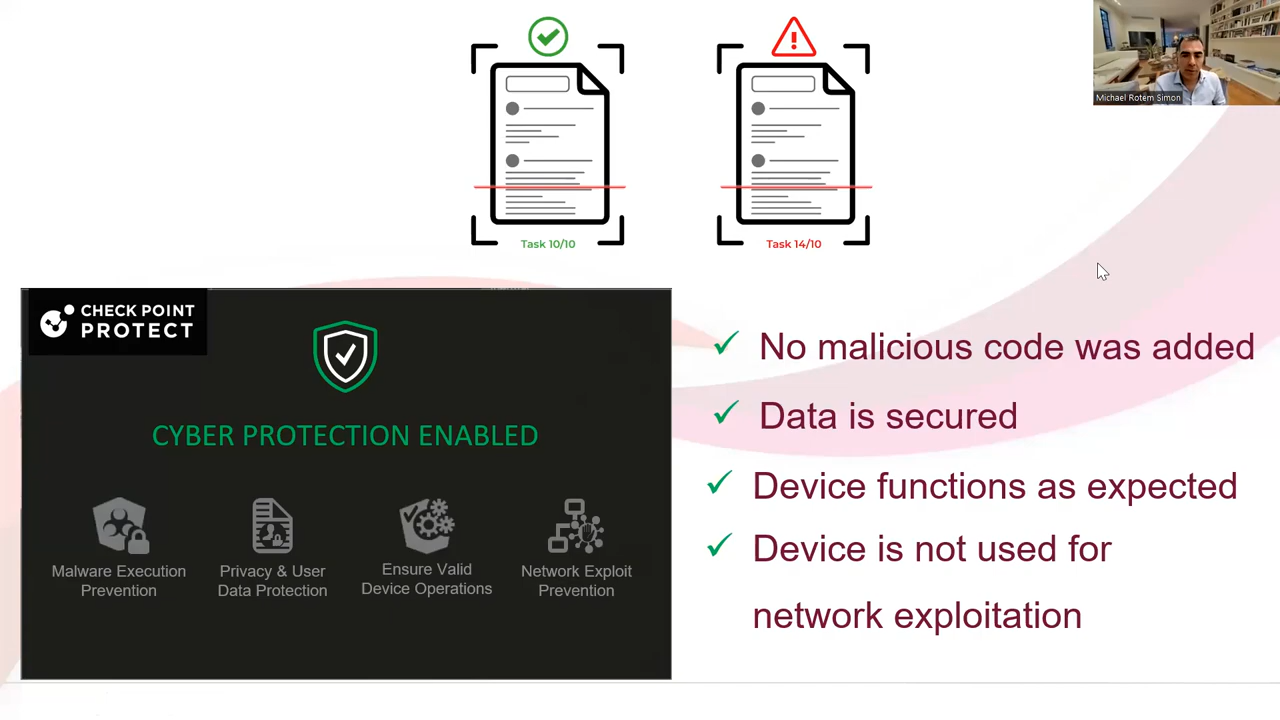 Michael Rotem Simon
Task 10/10
Task 14/10
CHECK POINT
PROTECT
CYBER PROTECTION ENABLED
Malware Execution
Prevention
Privacy & User
Data Protection
Ensure Valid
Device Operations
Network Exploit
Prevention
No malicious code was added
Data is secured
Device functions as expected
Device is not used for
network exploitation